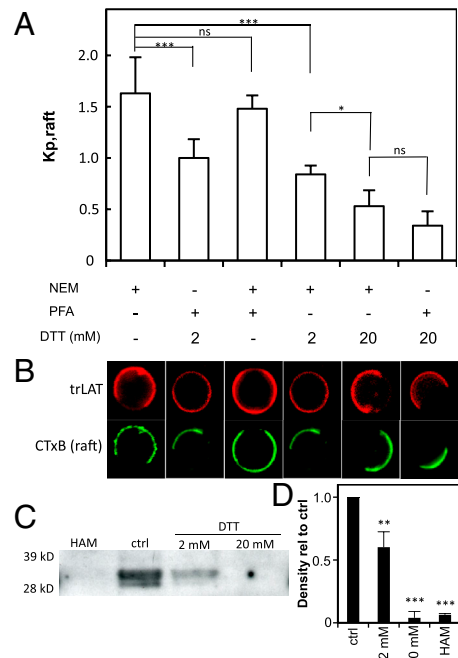 A
***
ns
***
***
*
ns
Kp,raft
2.0
1.5
1.0
0.5
0
NEM + - + + + -
PFA - + + - - +
DTT (mM) - 2 - 2 20 20
B
trLAT
CTxB (raft)
C
DTT
HAM ctrl 2 mM 20 mM
39 kD
28 kD
D
Density rel to ctrl
1.0
0.5
0.0
**
***
***
ctrl
2 mM
0 mM
HAM